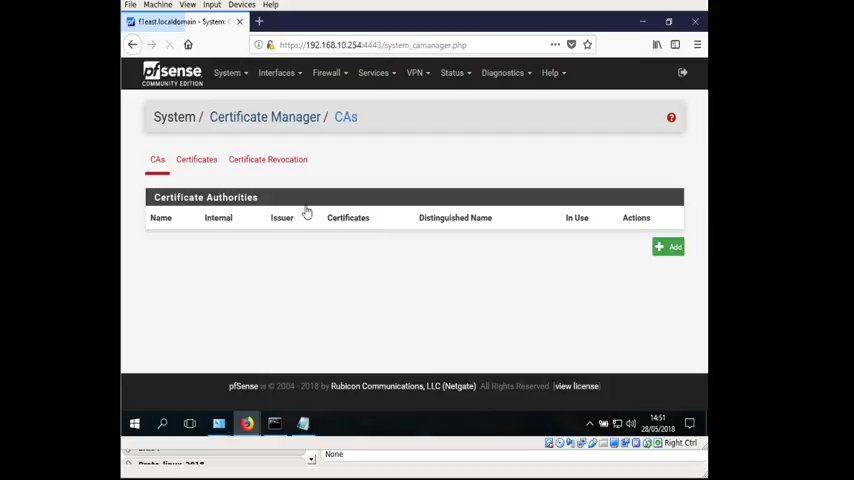 File Machine View Input Devices Help
f1east.localdomain - System: C
https://192.168.10.254:4443/system_camanager.php
pfsense
COMMUNITY EDITION
System Interfaces Firewall Services VPN Status Diagnostics Help
System / Certificate Manager / CAs
CAs Certificates Certificate Revocation
Certificate Authorities
Name Internal Issuer Certificates Distinguished Name In Use Actions
+ Add
pfSense is © 2004 - 2018 by Rubicon Communications, LLC (Netgate). All Rights Reserved. [view license]
14:51
28/05/2018
Right Ctrl
None